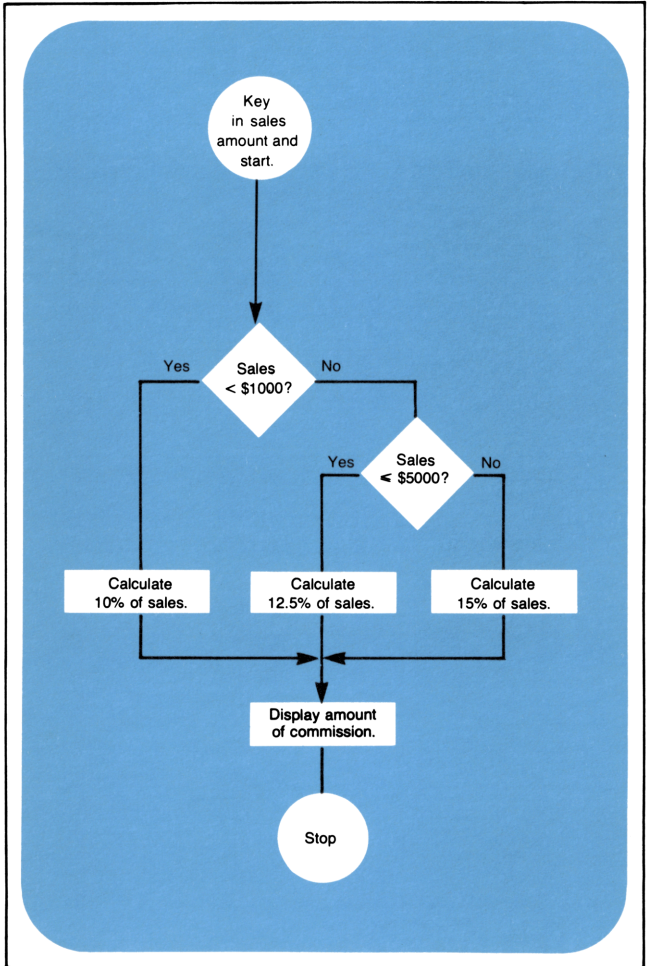 Key
in sales
amount and
start.
Yes
Sales
< $1000?
No
Yes
Sales
⩽ $5000?
No
Calculate
10% of sales.
Calculate
12.5% of sales.
Calculate
15% of sales.
Display amount
of commission.
Stop